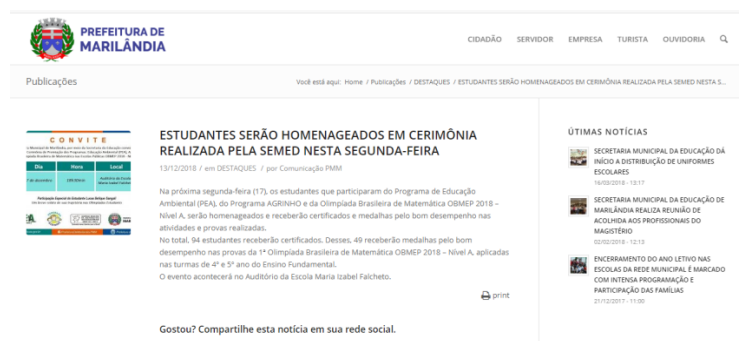 PREFEITURA DE
MARILÂNDIA
CIDADÃO SERVIDOR EMPRESA TURISTA OUVIDORIA
Publicações
Você está aqui: Home / Publicações / DESTAQUES / ESTUDANTES SERÃO HOMENAGEADOS EM CERIMÔNIA REALIZADA PELA SEMED NESTA S...
CONVITE
Dia Hora Local
ESTUDANTES SERÃO HOMENAGEADOS EM CERIMÔNIA
REALIZADA PELA SEMED NESTA SEGUNDA-FEIRA
13/12/2018 / em DESTAQUES / por Comunicação PMM
Na próxima segunda-feira (17), os estudantes que participaram do Programa de Educação
Ambiental (PEA), do Programa AGRINHO e da Olimpíada Brasileira de Matemática OBMEP 2018 –
Nível A, serão homenageados e receberão certificados e medalhas pelo bom desempenho nas
atividades e provas realizadas.
No total, 94 estudantes receberão certificados. Desses, 49 receberão medalhas pelo bom
desempenho nas provas da 1ª Olimpíada Brasileira de Matemática OBMEP 2018 – Nível A, aplicadas
nas turmas de 4º e 5º ano do Ensino Fundamental.
O evento acontecerá no Auditório da Escola Maria Izabel Falcheto.
print
Gostou? Compartilhe esta notícia em sua rede social.
ÚTIMAS NOTÍCIAS
SECRETARIA MUNICIPAL DA EDUCAÇÃO DÁ
INÍCIO A DISTRIBUIÇÃO DE UNIFORMES
ESCOLARES
16/03/2018 - 13:17
SECRETARIA MUNICIPAL DA EDUCAÇÃO DE
MARILÂNDIA REALIZA REUNIÃO DE
ACOLHIDA AOS PROFISSIONAIS DO
MAGISTÉRIO
02/02/2018 - 12:13
ENCERRAMENTO DO ANO LETIVO NAS
ESCOLAS DA REDE MUNICIPAL É MARCADO
COM INTENSA PROGRAMAÇÃO E
PARTICIPAÇÃO DAS FAMÍLIAS
21/12/2017 - 11:00